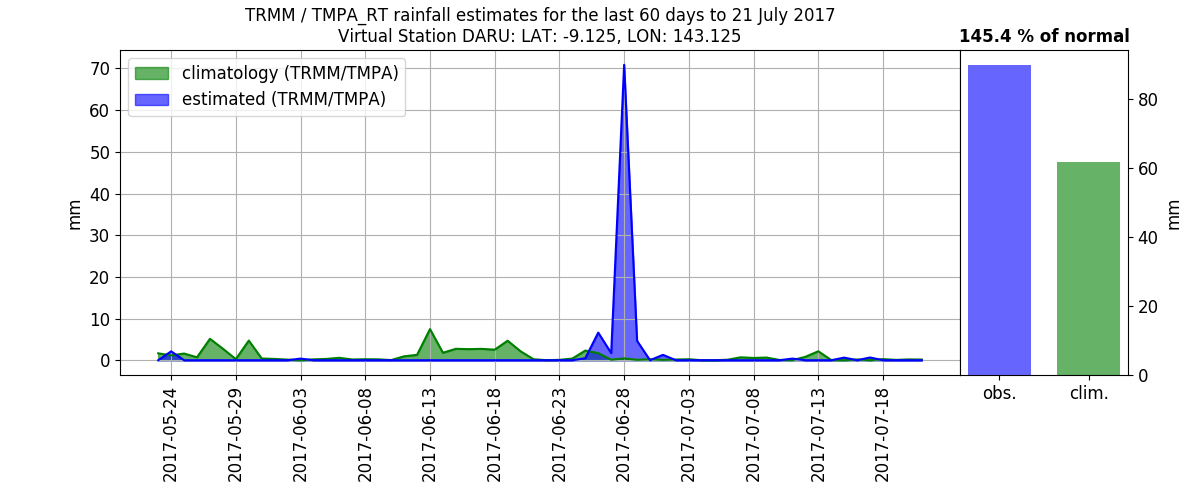 TRMM / TMPA_RT rainfall estimates for the last 60 days to 21 July 2017
Virtual Station DARU: LAT: -9.125, LON: 143.125
145.4 % of normal
climatology (TRMM/TMPA)
estimated (TRMM/TMPA)
70
60
50
40
30
20
10
0
mm
2017-05-24
2017-05-29
2017-06-03
2017-06-08
2017-06-13
2017-06-18
2017-06-23
2017-06-28
2017-07-03
2017-07-08
2017-07-13
2017-07-18
80
60
40
20
0
mm
obs.
clim.